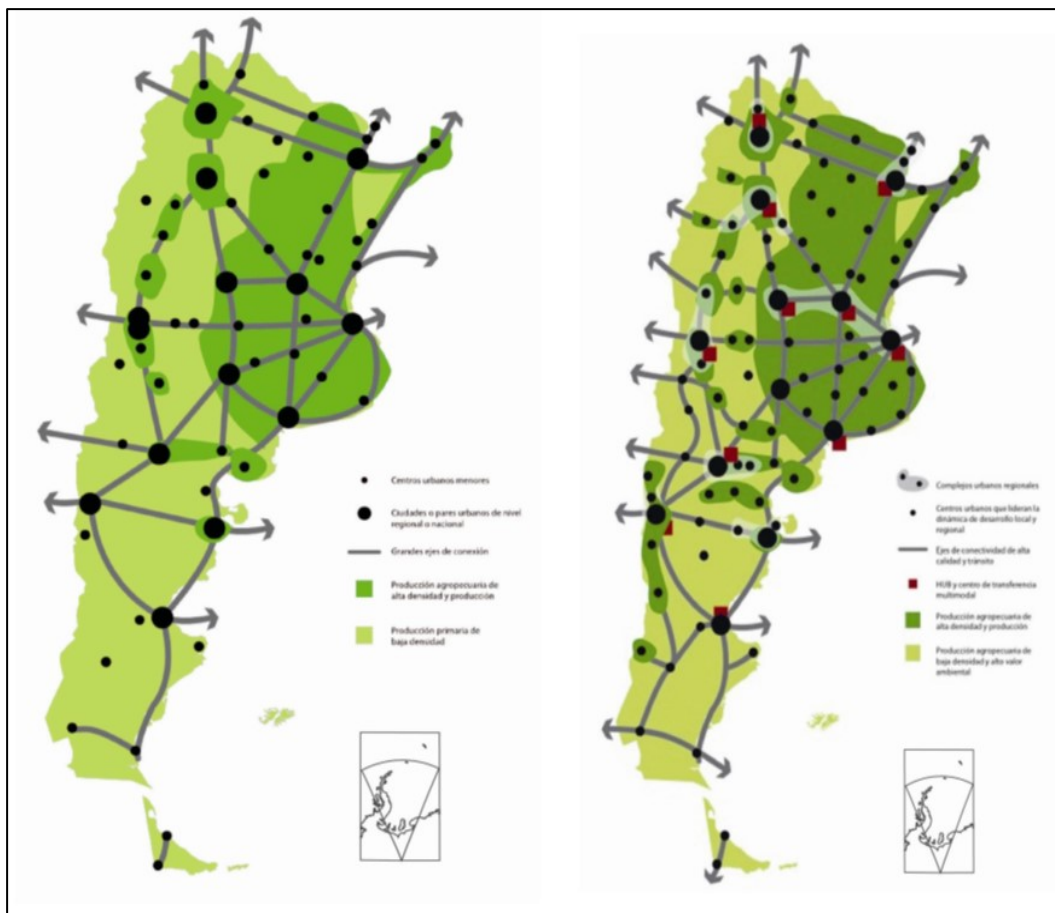 Centros urbanos menores
Ciudades o pares urbanos de nivel
regional o nacional
Grandes ejes de conexión
Producción agropecuaria de
alta densidad y producción
Producción primaria de
baja densidad
Complejos urbanos regionales
Centros urbanos que lideran la
dinámica de desarrollo local y
regional
Ejes de conectividad de alta
calidad y tránsito
HUB y centro de transferencia
multimodal
Producción agropecuaria de
alta densidad y producción
Producción agropecuaria de
baja densidad y alto valor
ambiental